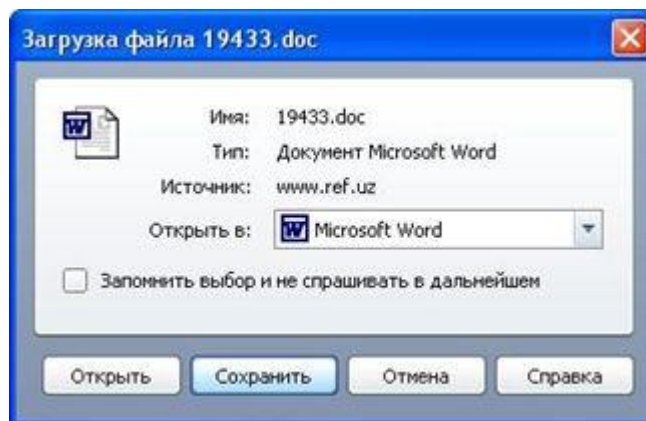 Загрузка файла 19433.doc
Имя: 19433.doc
Тип: Документ Microsoft Word
Источник: www.ref.uz
Открыть в: Microsoft Word
Запомнить выбор и не спрашивать в дальнейшем
Открыть Сохранить Отмена Справка